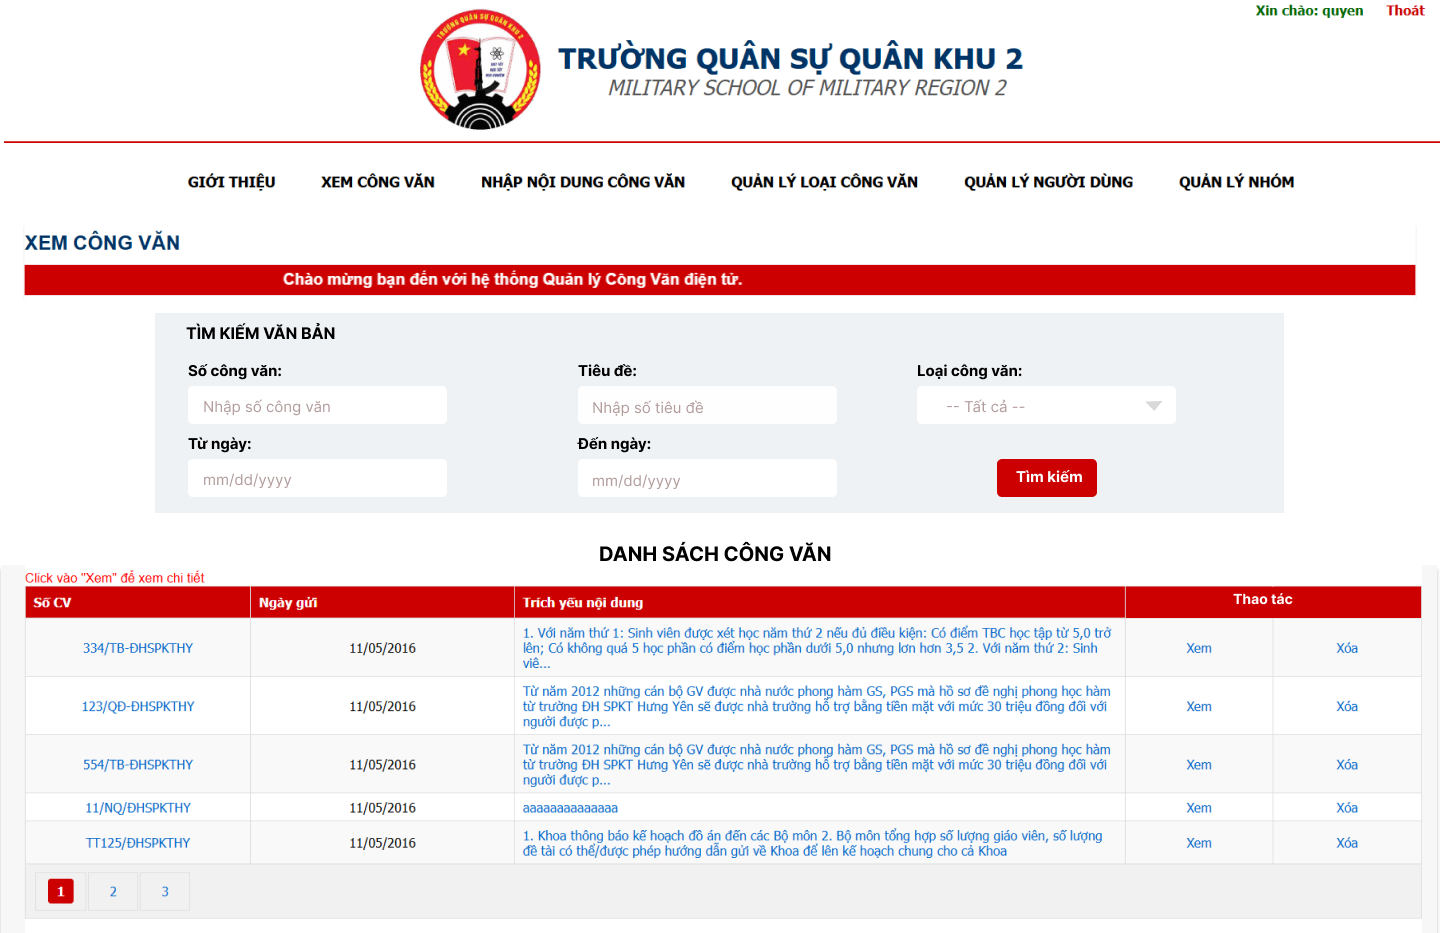 Xin chào: quyen Thoát
TRƯỜNG QUÂN SỰ QUÂN KHU 2
TRƯỜNG QUÂN SỰ QUÂN KHU 2
MILITARY SCHOOL OF MILITARY REGION 2
GIỚI THIỆU XEM CÔNG VĂN NHẬP NỘI DUNG CÔNG VĂN QUẢN LÝ LOẠI CÔNG VĂN QUẢN LÝ NGƯỜI DÙNG QUẢN LÝ NHÓM
XEM CÔNG VĂN
Chào mừng bạn đến với hệ thống Quản lý Công Văn điện tử.
TÌM KIẾM VĂN BẢN
Số công văn: Tiêu đề: Loại công văn:
Nhập số công văn Nhập số tiêu đề -- Tất cả --
Từ ngày: Đến ngày:
mm/dd/yyyy mm/dd/yyyy Tìm kiếm
DANH SÁCH CÔNG VĂN
Click vào "Xem" để xem chi tiết
Số CV Ngày gửi Trích yếu nội dung Thao tác
1. Với năm thứ 1: Sinh viên được xét học năm thứ 2 nếu đủ điều kiện: Có điểm TBC học tập từ 5,0 trở
334/TB-ĐHSPKTHY 11/05/2016 lên; Có không quá 5 học phần có điểm học phần dưới 5,0 nhưng lơn hơn 3,5 2. Với năm thứ 2: Sinh Xem Xóa
viê...
Từ năm 2012 những cán bộ GV được nhà nước phong hàm GS, PGS mà hồ sơ đề nghị phong học hàm
123/QĐ-ĐHSPKTHY 11/05/2016 từ trường ĐH SPKT Hưng Yên sẽ được nhà trường hỗ trợ bằng tiền mặt với mức 30 triệu đồng đối với Xem Xóa
người được p...
Từ năm 2012 những cán bộ GV được nhà nước phong hàm GS, PGS mà hồ sơ đề nghị phong học hàm
554/TB-ĐHSPKTHY 11/05/2016 từ trường ĐH SPKT Hưng Yên sẽ được nhà trường hỗ trợ bằng tiền mặt với mức 30 triệu đồng đối với Xem Xóa
người được p...
11/NQ/ĐHSPKTHY 11/05/2016 aaaaaaaaaaaaaa Xem Xóa
1. Khoa thông báo kế hoạch đồ án đến các Bộ môn 2. Bộ môn tổng hợp số lượng giáo viên, số lượng
TT125/ĐHSPKTHY 11/05/2016 đề tài có thể/được phép hướng dẫn gửi về Khoa để lên kế hoạch chung cho cả Khoa Xem Xóa
1 2 3